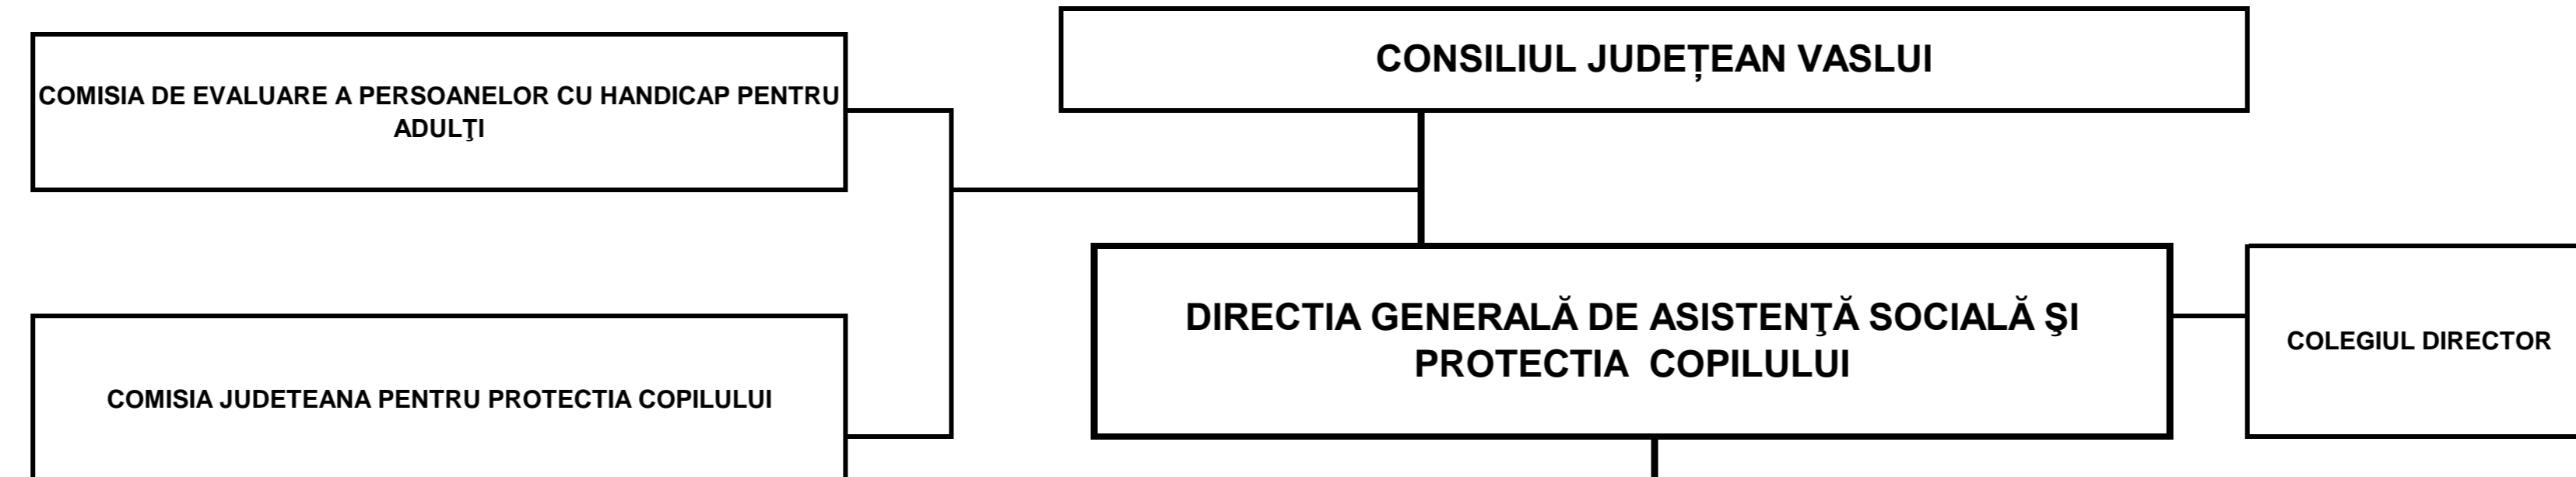 CONSILIUL JUDEȚEAN VASLUI
COMISIA DE EVALUARE A PERSOANELOR CU HANDICAP PENTRU
ADULŢI
DIRECTIA GENERALĂ DE ASISTENŢĂ SOCIALĂ ŞI
PROTECTIA COPILULUI
COLEGIUL DIRECTOR
COMISIA JUDETEANA PENTRU PROTECTIA COPILULUI